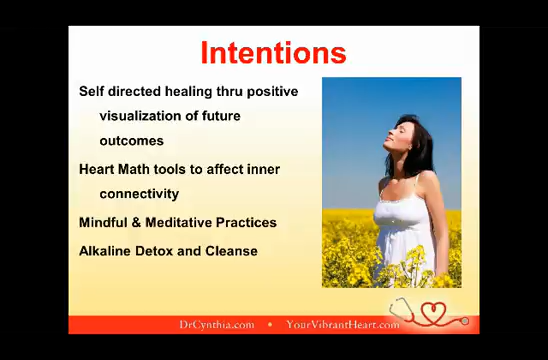 Intentions
Self directed healing thru positive
visualization of future
outcomes
Heart Math tools to affect inner
connectivity
Mindful & Meditative Practices
Alkaline Detox and Cleanse
DrCynthia.com • YourVibrantHeart.com